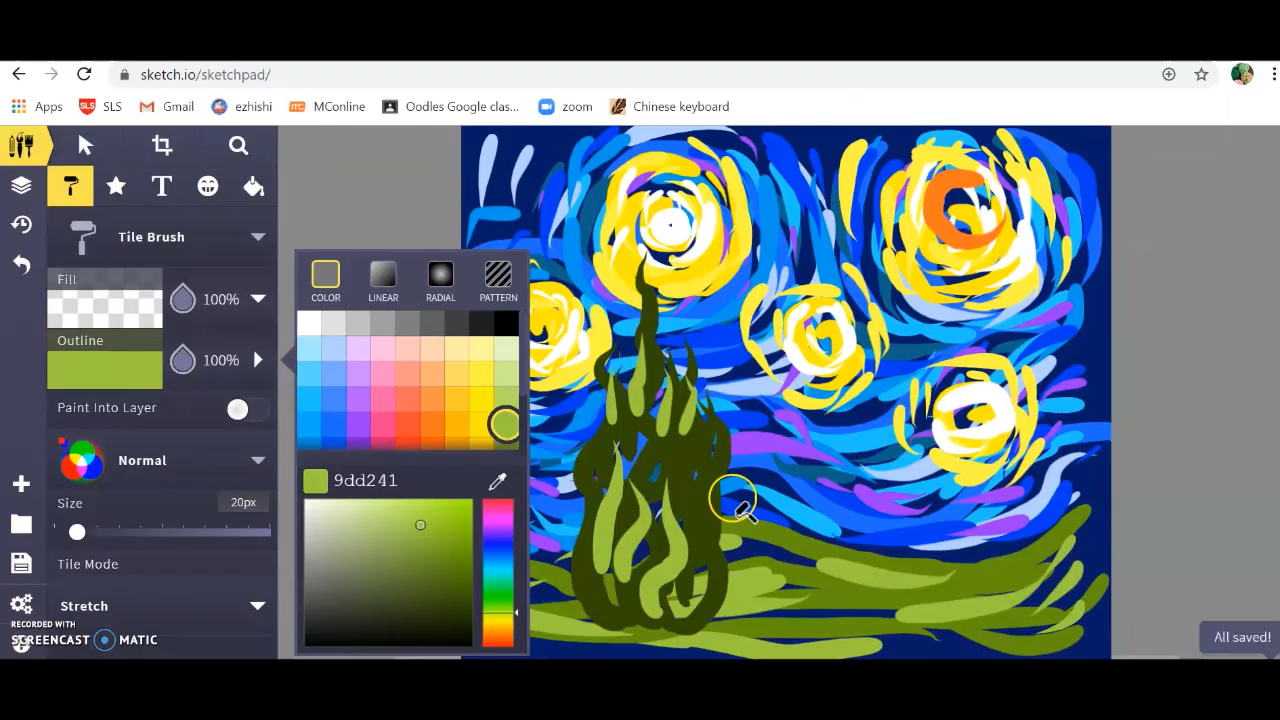 sketch.io/sketchpad/
Apps SLS Gmail ezhishi MConline Oodles Google clas... zoom Chinese keyboard
Tile Brush
Fill
100%
Outline
100%
Paint Into Layer
Normal
Size 20px
Tile Mode
Stretch
COLOR LINEAR RADIAL PATTERN
9dd241
RECORDED WITH
SCREENCAST MATIC
All saved!